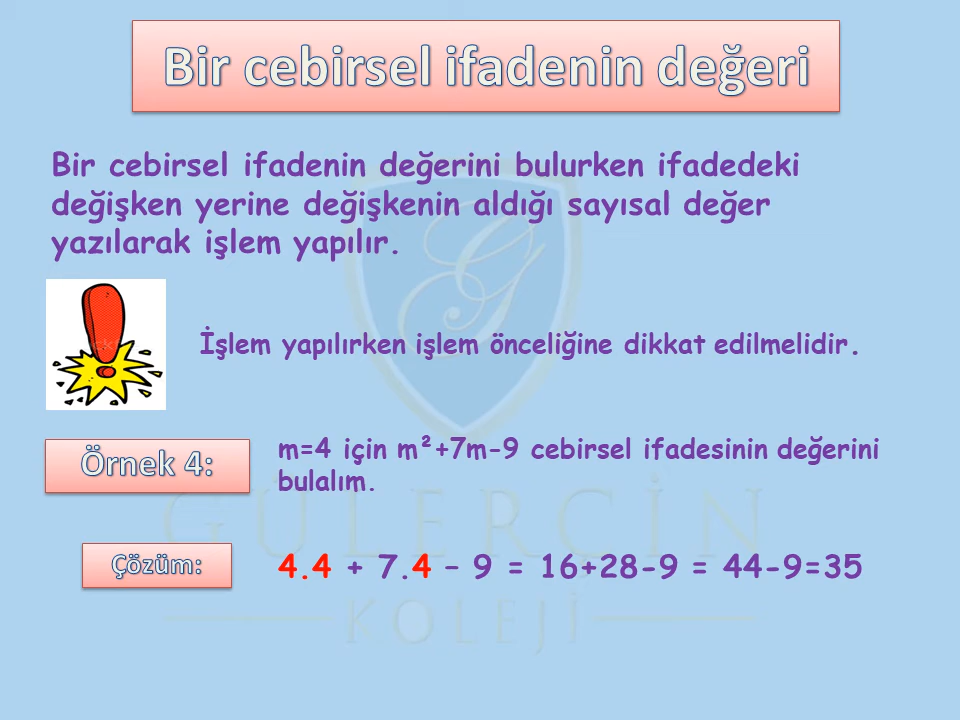 Bir cebirsel ifadenin değeri
Bir cebirsel ifadenin değerini bulurken ifadedeki
değişken yerine değişkenin aldığı sayısal değer
yazılarak işlem yapılır.
İşlem yapılırken işlem önceliğine dikkat edilmelidir.
Örnek 4:
m=4 için m²+7m-9 cebirsel ifadesinin değerini
bulalım.
Çözüm:
4.4 + 7.4 – 9 = 16+28-9 = 44-9=35
GÜLERÇİN
KOLEJİ